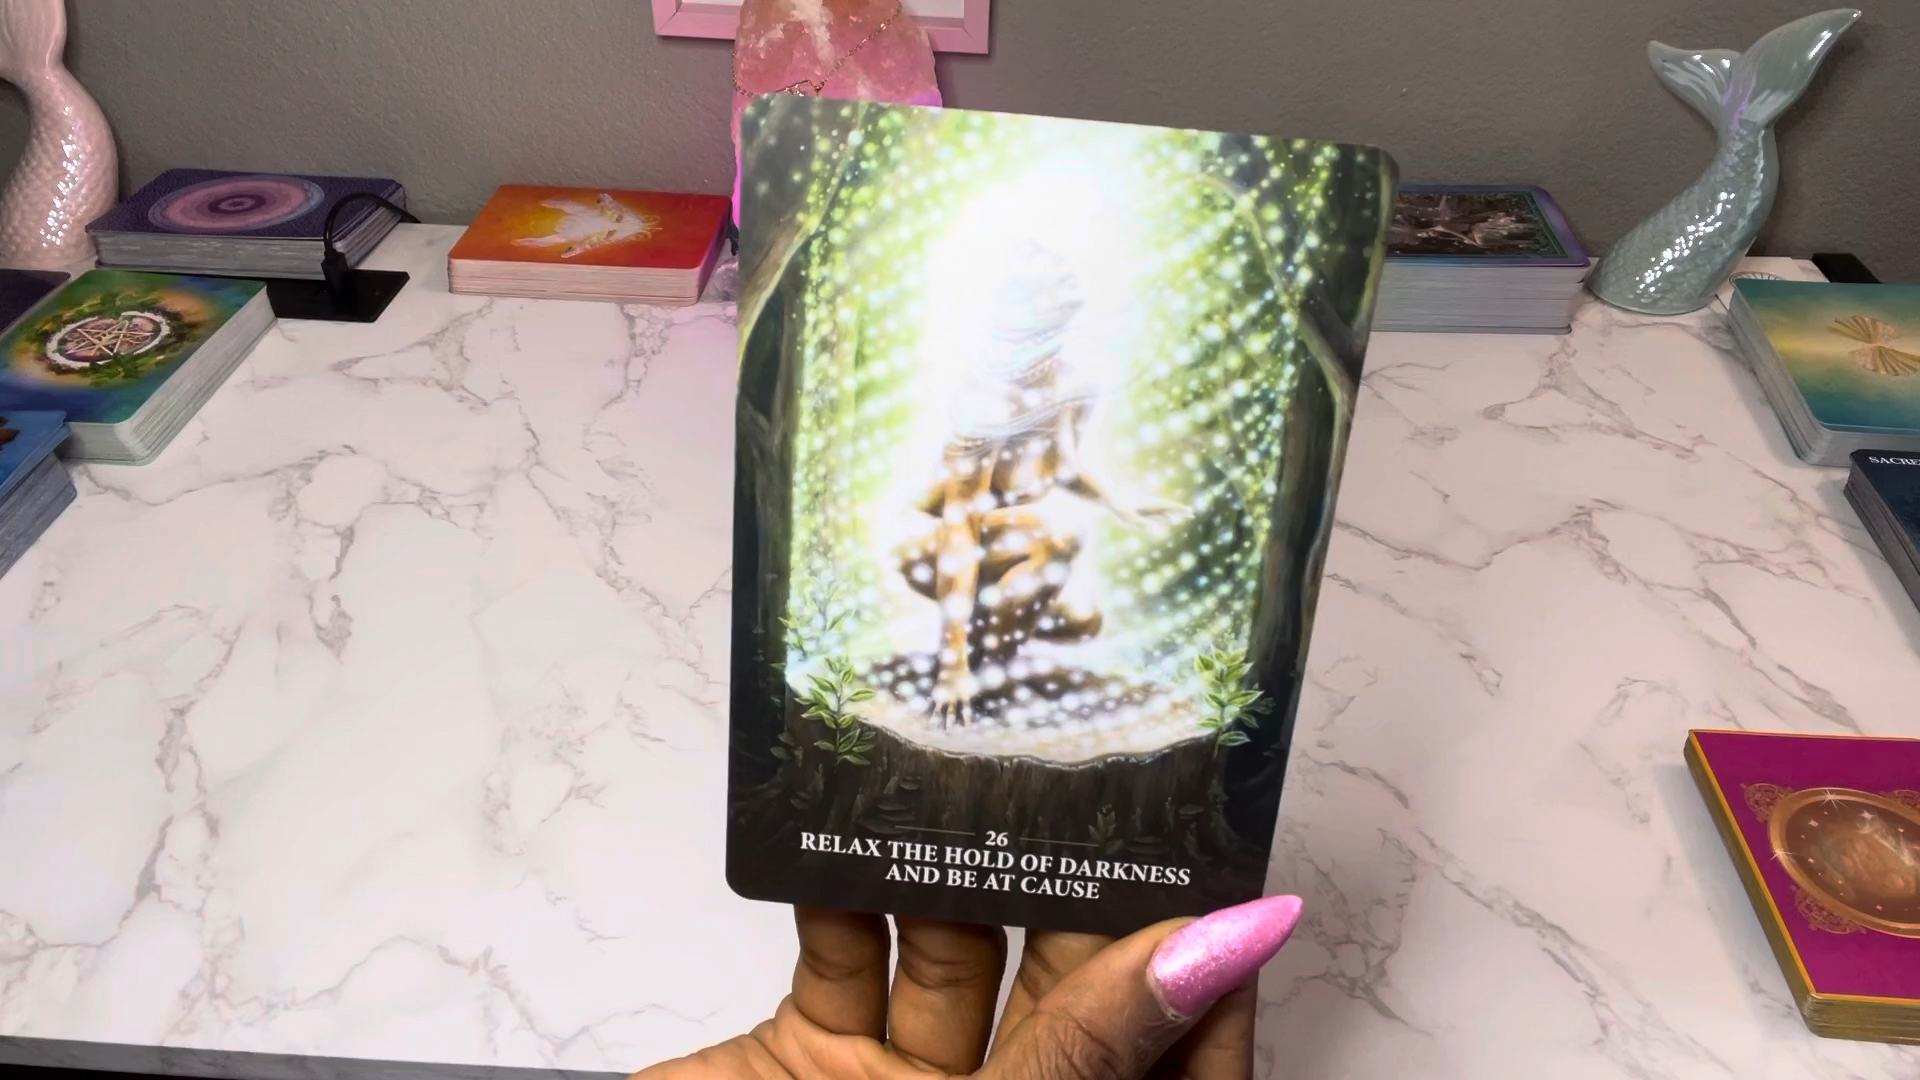 26
RELAX THE HOLD OF DARKNESS
AND BE AT CAUSE